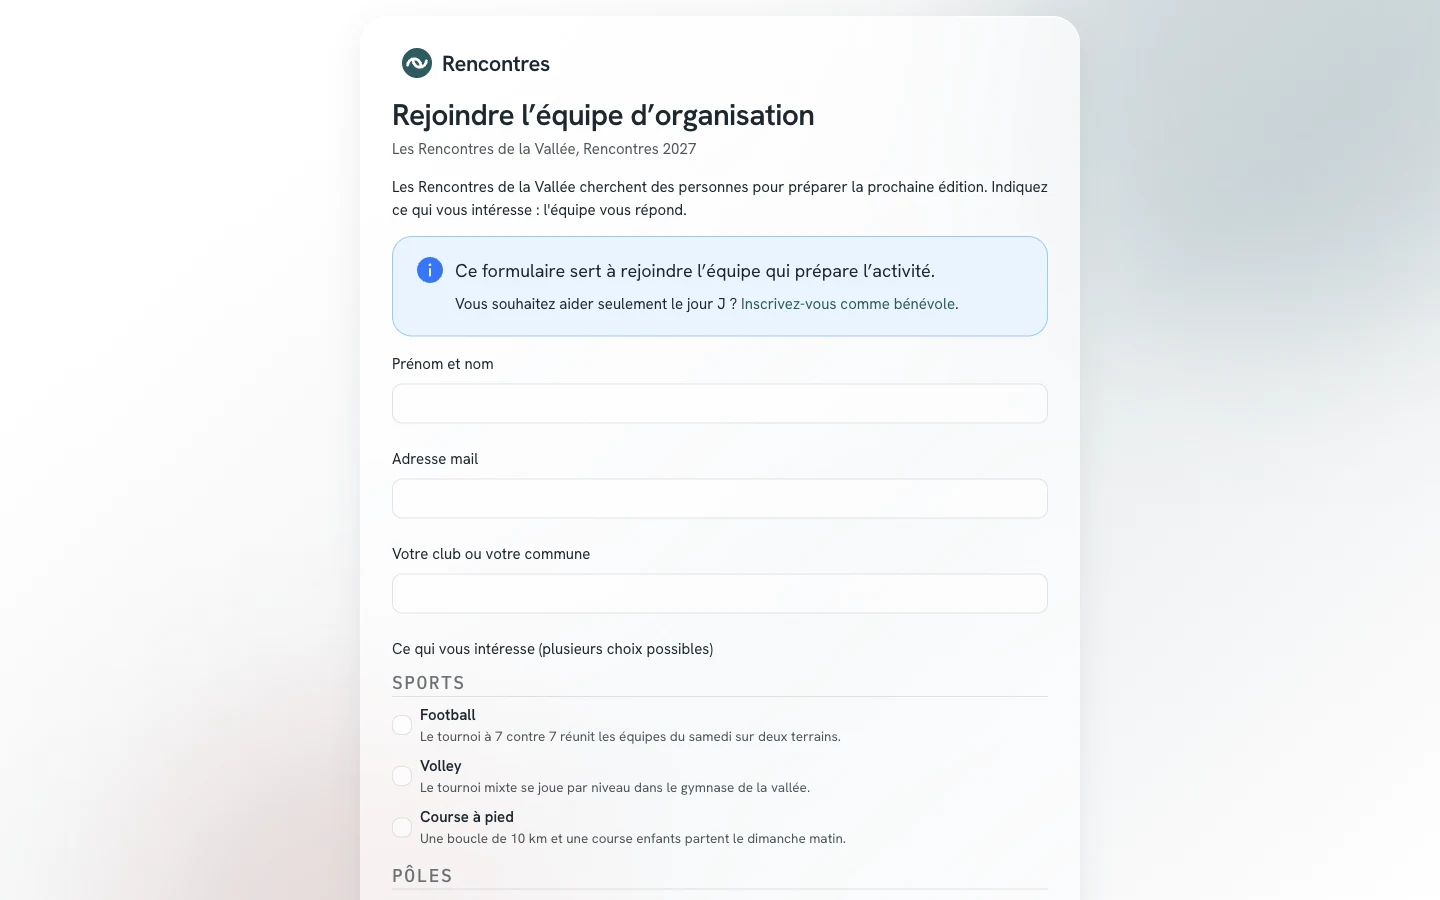 Rencontres
Rejoindre l’équipe d’organisation
Les Rencontres de la Vallée, Rencontres 2027
Les Rencontres de la Vallée cherchent des personnes pour préparer la prochaine édition. Indiquez
ce qui vous intéresse : l'équipe vous répond.
Ce formulaire sert à rejoindre l’équipe qui prépare l’activité.
Vous souhaitez aider seulement le jour J ? Inscrivez-vous comme bénévole.
Prénom et nom
Adresse mail
Votre club ou votre commune
Ce qui vous intéresse (plusieurs choix possibles)
SPORTS
Football
Le tournoi à 7 contre 7 réunit les équipes du samedi sur deux terrains.
Volley
Le tournoi mixte se joue par niveau dans le gymnase de la vallée.
Course à pied
Une boucle de 10 km et une course enfants partent le dimanche matin.
PÔLES